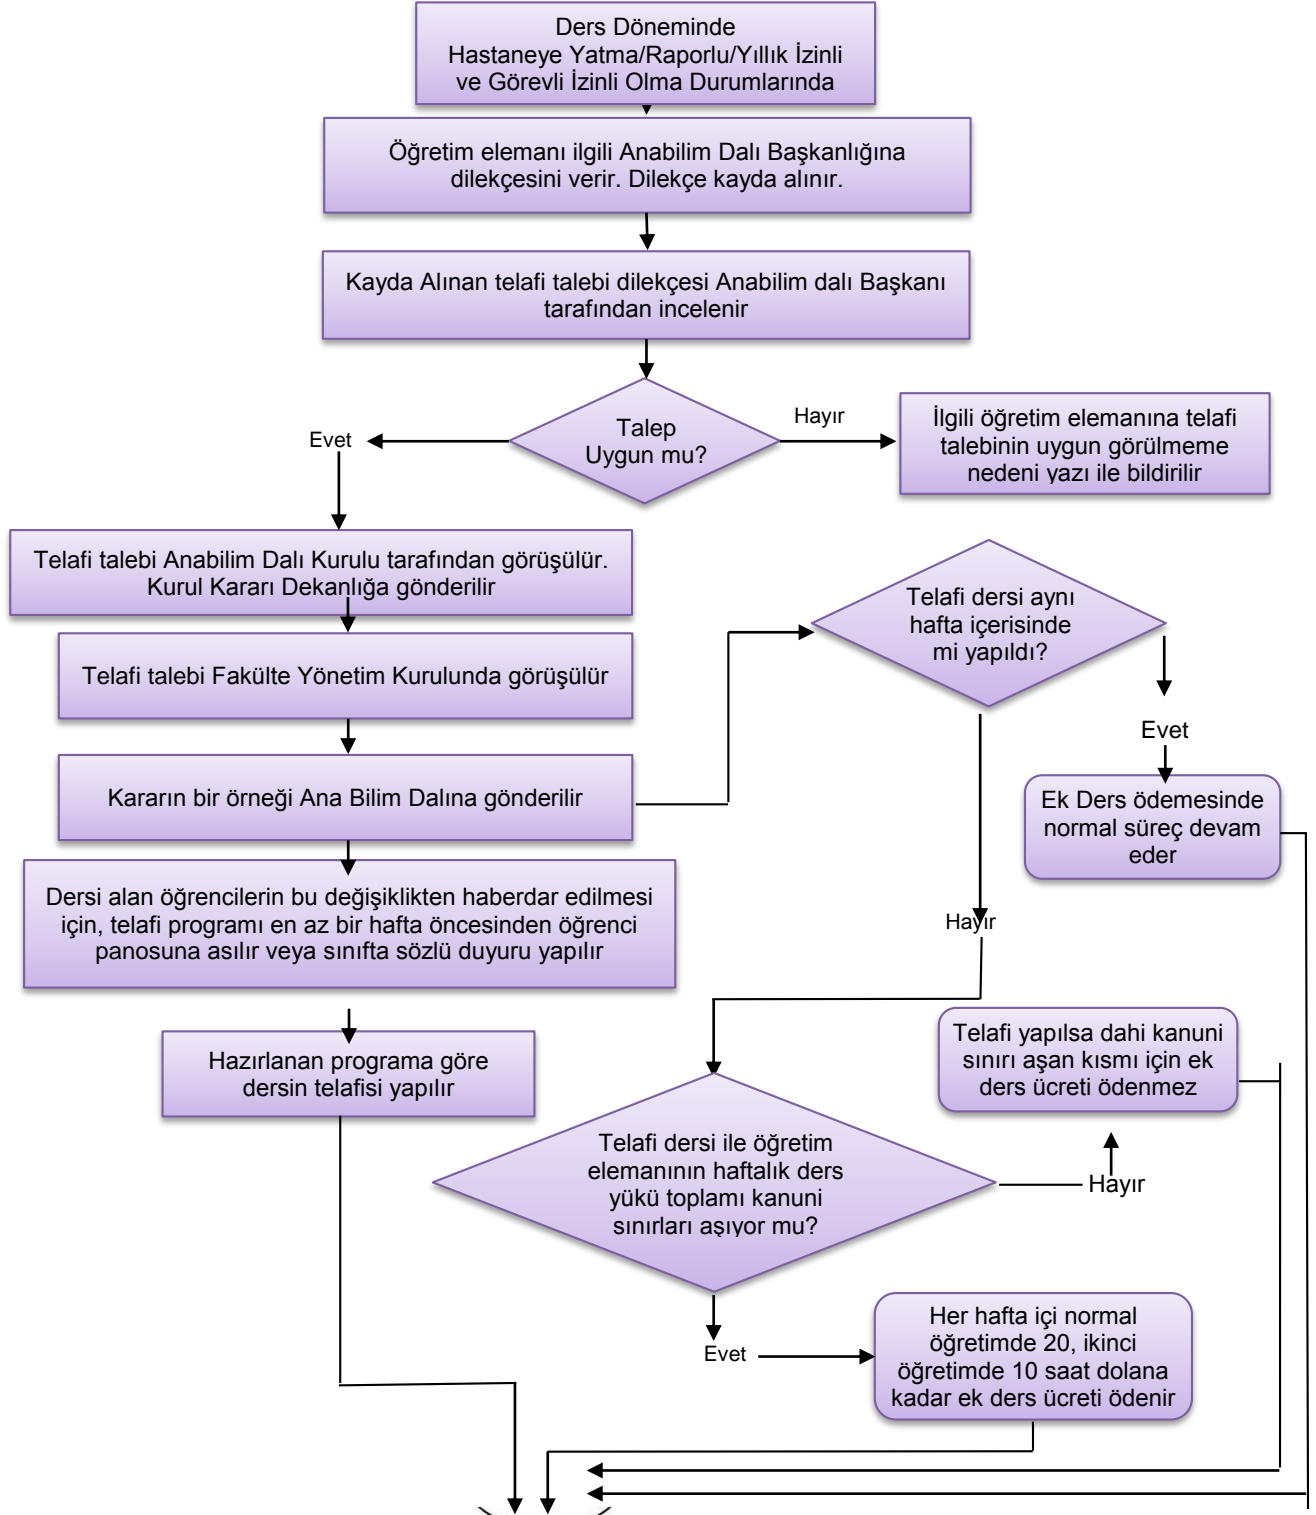 Ders Döneminde
Hastaneye Yatma/Raporlu/Yıllık İzinli
ve Görevli İzinli Olma Durumlarında
Öğretim elemanı ilgili Anabilim Dalı Başkanlığına
dilekçesini verir. Dilekçe kayda alınır.
Kayda Alınan telafi talebi dilekçesi Anabilim dalı Başkanı
tarafından incelenir
Talep
Uygun mu?
Evet
Hayır
İlgili öğretim elemanına telafi
talebinin uygun görülmeme
nedeni yazı ile bildirilir
Telafi talebi Anabilim Dalı Kurulu tarafından görüşülür.
Kurul Kararı Dekanlığa gönderilir
Telafi talebi Fakülte Yönetim Kurulunda görüşülür
Kararın bir örneği Ana Bilim Dalına gönderilir
Dersi alan öğrencilerin bu değişiklikten haberdar edilmesi
için, telafi programı en az bir hafta öncesinden öğrenci
panosuna asılır veya sınıfta sözlü duyuru yapılır
Hazırlanan programa göre
dersin telafisi yapılır
Telafi dersi aynı
hafta içerisinde
mi yapıldı?
Evet
Ek Ders ödemesinde
normal süreç devam
eder
Hayır
Telafi yapılsa dahi kanuni
sınırı aşan kısmı için ek
ders ücreti ödenmez
Telafi dersi ile öğretim
elemanının haftalık ders
yükü toplamı kanuni
sınırları aşıyor mu?
Hayır
Evet
Her hafta içi normal
öğretimde 20, ikinci
öğretimde 10 saat dolana
kadar ek ders ücreti ödenir